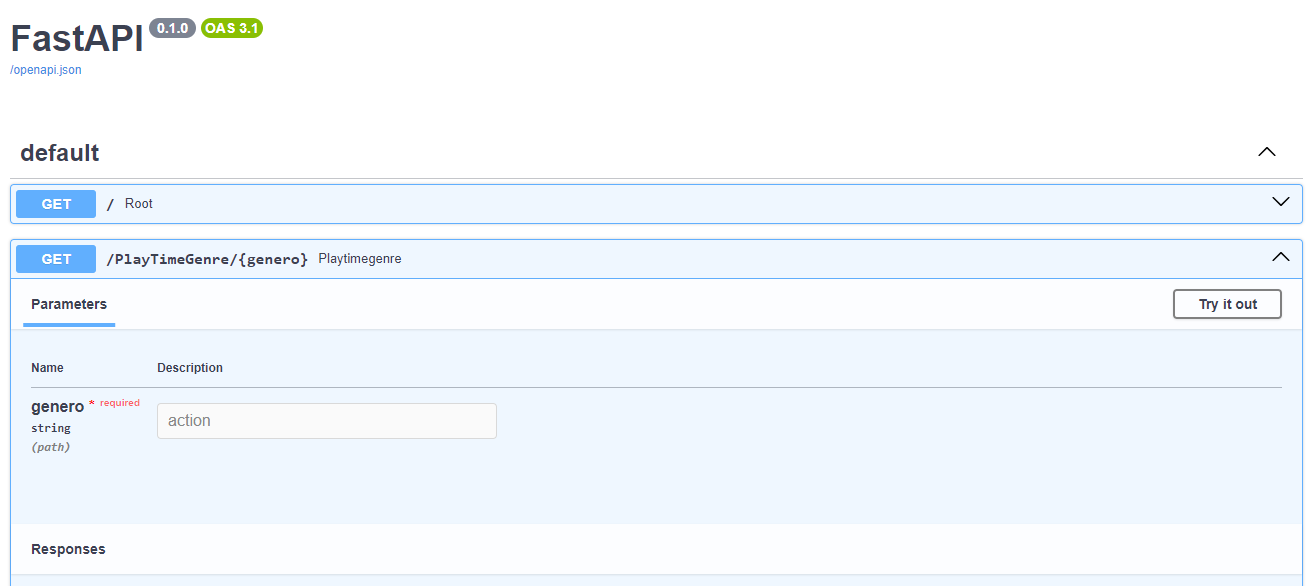 FastAPI 0.1.0 OAS 3.1
/openapi.json
default
GET / Root
GET /PlayTimeGenre/{genero} Playtimegenre
Parameters Try it out
Name Description
genero * required action
string
(path)
Responses